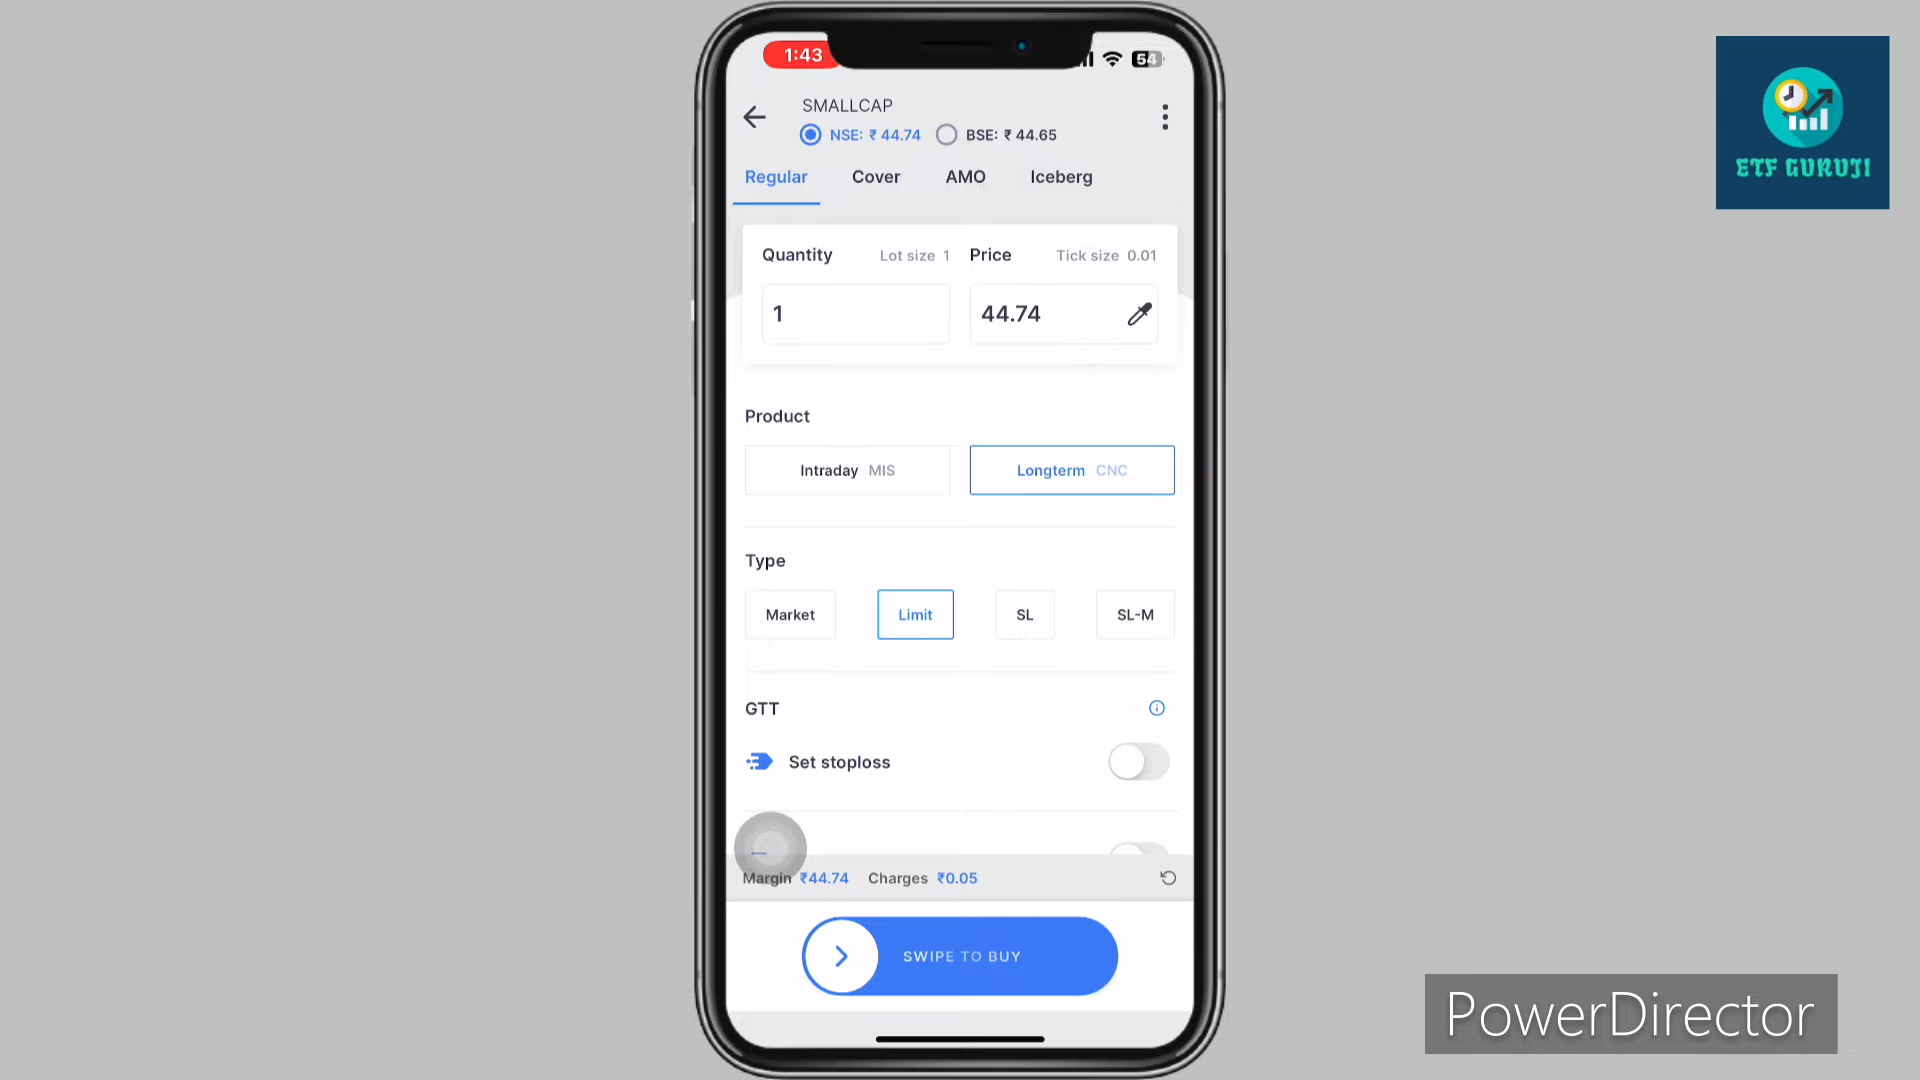 1:43
54
SMALLCAP
NSE: ₹ 44.74 BSE: ₹ 44.65
Regular Cover AMO Iceberg
Quantity Lot size 1 Price Tick size 0.01
1 44.74
Product
Intraday MIS Longterm CNC
Type
Market Limit SL SL-M
GTT
Set stoploss
Margin ₹44.74 Charges ₹0.05
SWIPE TO BUY
ETF GURUJI
PowerDirector